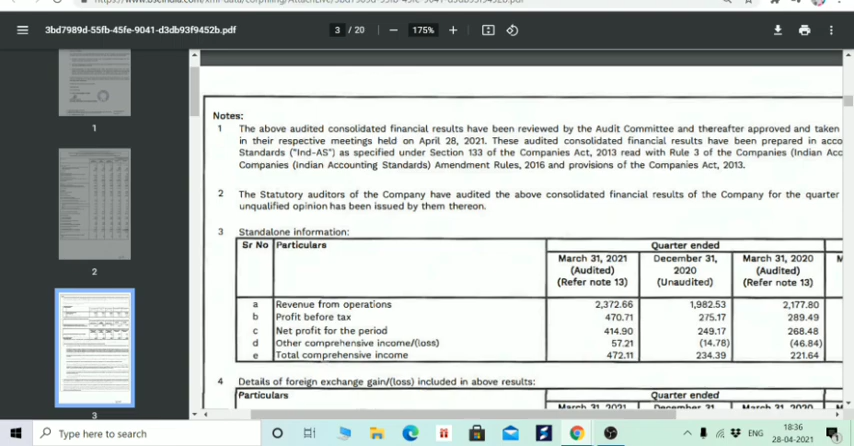 3bd7989d-55fb-45fe-9041-d3db93f9452b.pdf
3 / 20
175%
1
2
3
Notes:
1 The above audited consolidated financial results have been reviewed by the Audit Committee and thereafter approved and taken
in their respective meetings held on April 28, 2021. These audited consolidated financial results have been prepared in acco
Standards ("Ind-AS") as specified under Section 133 of the Companies Act, 2013 read with Rule 3 of the Companies (Indian Acc
Companies (Indian Accounting Standards) Amendment Rules, 2016 and provisions of the Companies Act, 2013.
2 The Statutory auditors of the Company have audited the above consolidated financial results of the Company for the quarter
unqualified opinion has been issued by them thereon.
3 Standalone information:
Sr No Particulars Quarter ended
March 31, 2021 December 31, March 31, 2020 M
(Audited) 2020 (Audited)
(Refer note 13) (Unaudited) (Refer note 13)
a Revenue from operations 2,372.66 1,982.53 2,177.80
b Profit before tax 470.71 275.17 289.49
c Net profit for the period 414.90 249.17 268.48
d Other comprehensive income/(loss) 57.21 (14.78) (46.84)
e Total comprehensive income 472.11 234.39 221.64
4 Details of foreign exchange gain/(loss) included in above results:
Particulars Quarter ended
March 31, 2021 December 31, March 31, 2020 M
Type here to search
ENG
18:36
28-04-2021